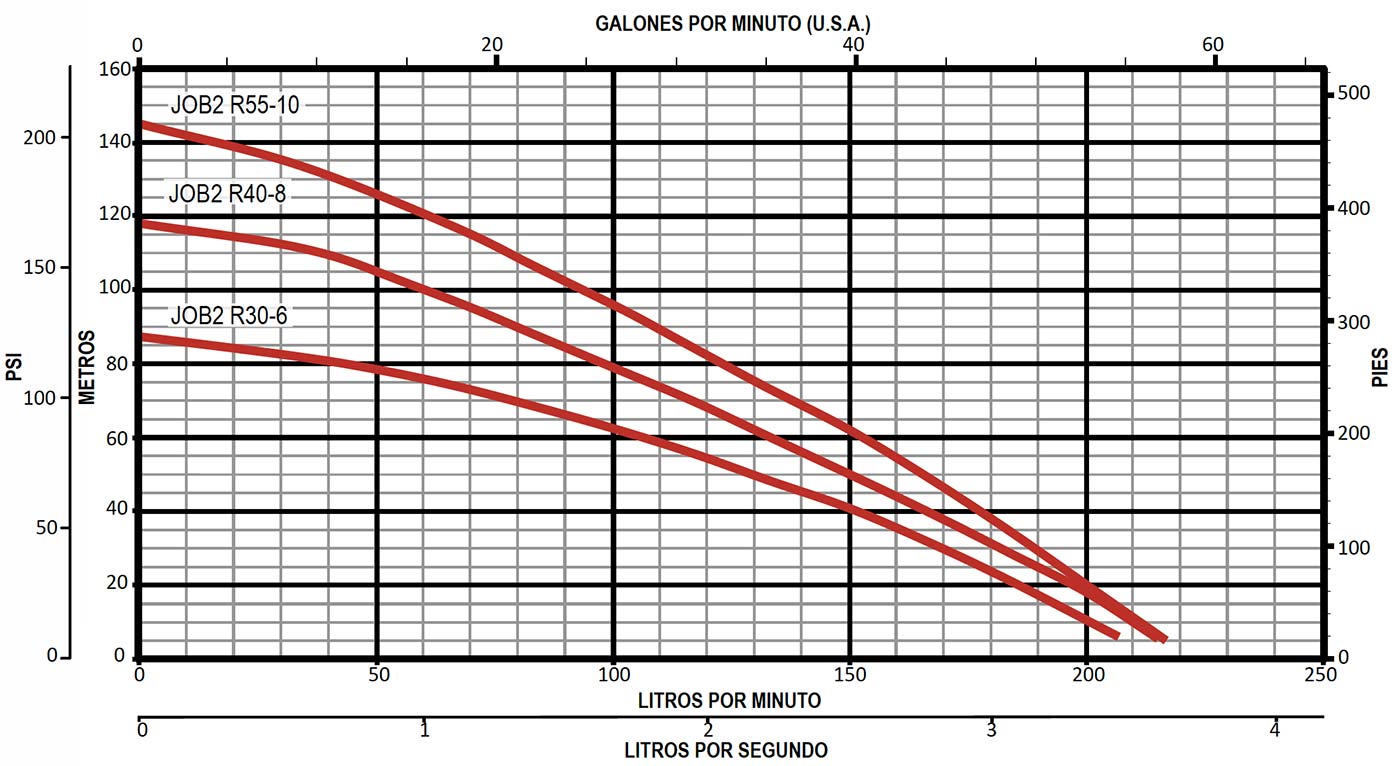 GALONES POR MINUTO (U.S.A.)
0 20 40 60
PSI
200
150
100
50
0
METROS
160
140
120
100
80
60
40
20
0
JOB2 R55-10
JOB2 R40-8
JOB2 R30-6
500
400
300
200
100
0
PIES
0 50 100 150 200 250
LITROS POR MINUTO
0 1 2 3 4
LITROS POR SEGUNDO